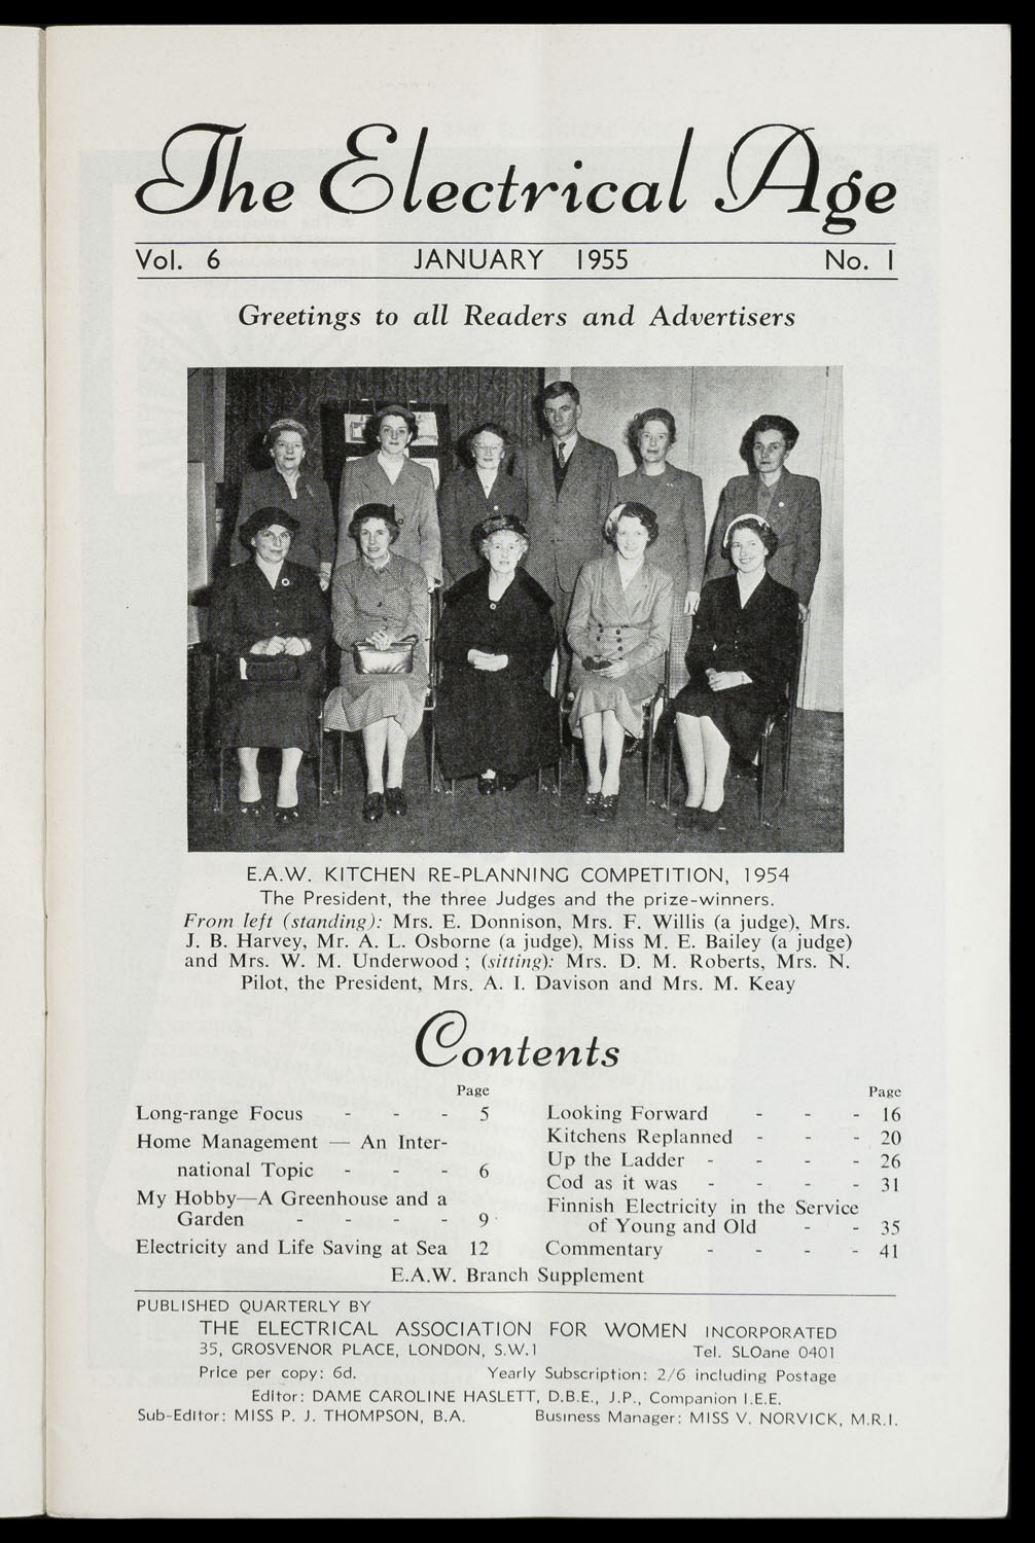 The Electrical Age
Vol. 6 JANUARY 1955 No. 1
Greetings to all Readers and Advertisers
E.A.W. KITCHEN RE-PLANNING COMPETITION, 1954
The President, the three Judges and the prize-winners.
From left (standing): Mrs. E. Donnison, Mrs. F. Willis (a judge), Mrs.
J. B. Harvey, Mr. A. L. Osborne (a judge), Miss M. E. Bailey (a judge)
and Mrs. W. M. Underwood ; (sitting): Mrs. D. M. Roberts, Mrs. N.
Pilot, the President, Mrs. A. I. Davison and Mrs. M. Keay
Contents
Page
Long-range Focus - - - 5
Home Management — An Inter-
national Topic - - - 6
My Hobby—A Greenhouse and a
Garden - - - - 9
Electricity and Life Saving at Sea 12
Page
Looking Forward - - - 16
Kitchens Replanned - - - 20
Up the Ladder - - - - 26
Cod as it was - - - - 31
Finnish Electricity in the Service
of Young and Old - - 35
Commentary - - - - 41
E.A.W. Branch Supplement
PUBLISHED QUARTERLY BY
THE ELECTRICAL ASSOCIATION FOR WOMEN INCORPORATED
35, GROSVENOR PLACE, LONDON, S.W.1 Tel. SLOane 0401
Price per copy: 6d. Yearly Subscription: 2/6 including Postage
Editor: DAME CAROLINE HASLETT, D.B.E., J.P., Companion I.E.E.
Sub-Editor: MISS P. J. THOMPSON, B.A. Business Manager: MISS V. NORVICK, M.R.I.